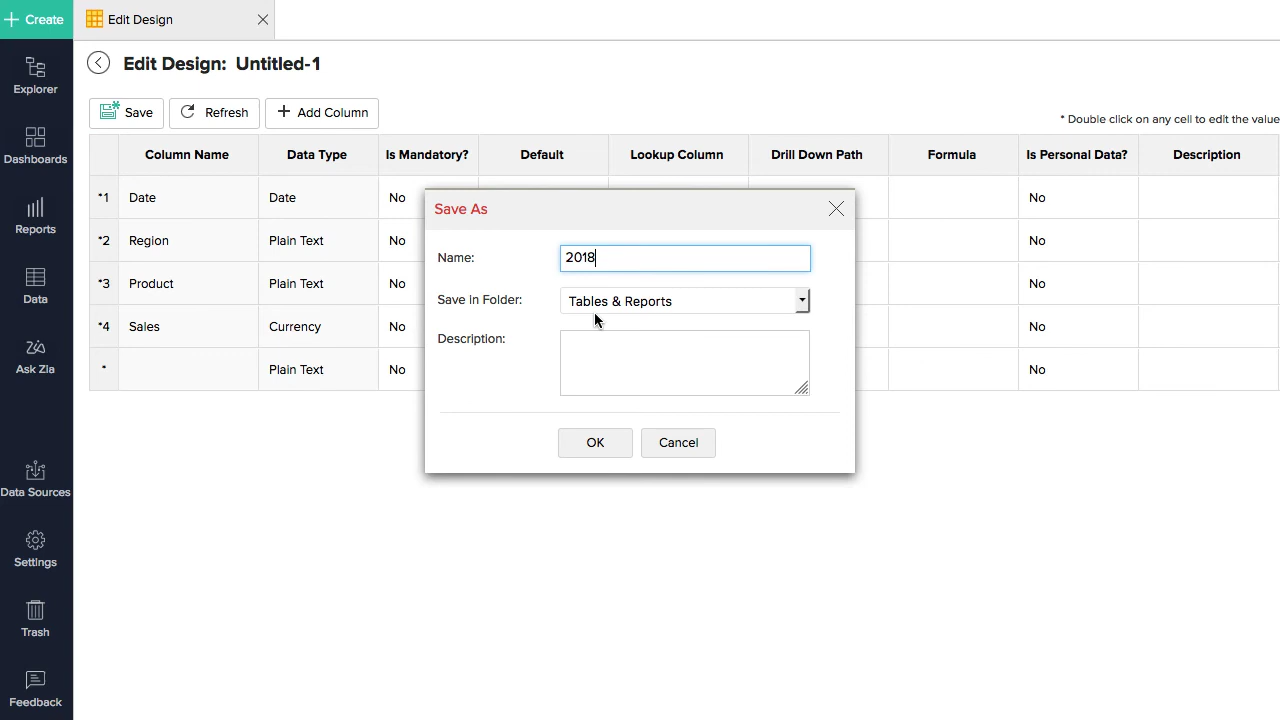 Create
Edit Design
Explorer
Dashboards
Reports
Data
Ask Zia
Data Sources
Settings
Trash
Feedback
Edit Design: Untitled-1
Save
Refresh
+ Add Column
* Double click on any cell to edit the value
Column Name Data Type Is Mandatory? Default Lookup Column Drill Down Path Formula Is Personal Data? Description
*1 Date Date No No
*2 Region Plain Text No No
*3 Product Plain Text No No
*4 Sales Currency No No
* Plain Text No No
Save As
Name: 2018
Save in Folder: Tables & Reports
Description:
OK
Cancel